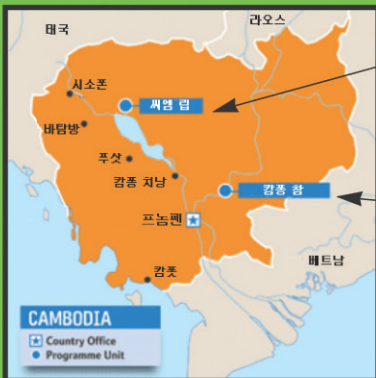 태국
라오스
시소폰
씨엠 립
바탐방
푸삿
캄퐁 치낭
캄퐁 참
프놈펜
베트남
캄폿
CAMBODIA
Country Office
Programme Unit